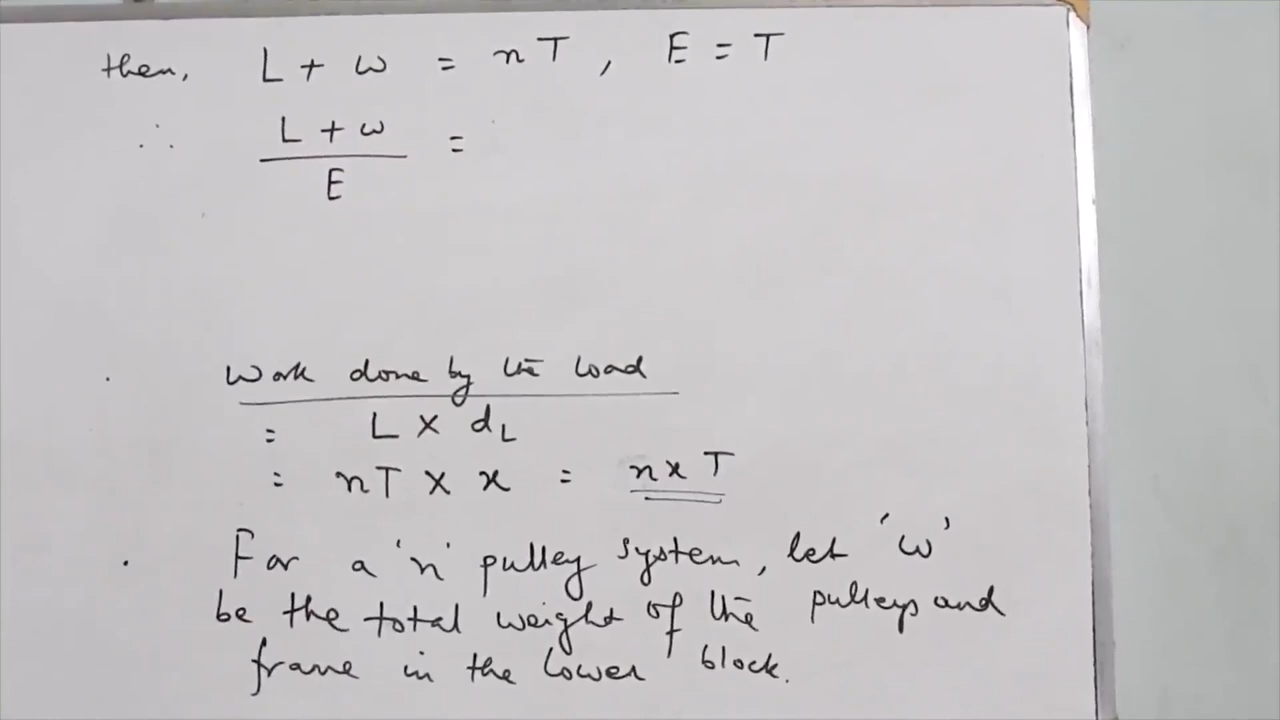 then, L + w = nT, E = T
∴ L + w / E =
Work done by the load
= L × dL
= nT × x = nxT
For a 'n' pulley system, let 'w'
be the total weight of the pulleys and
frame in the lower block.